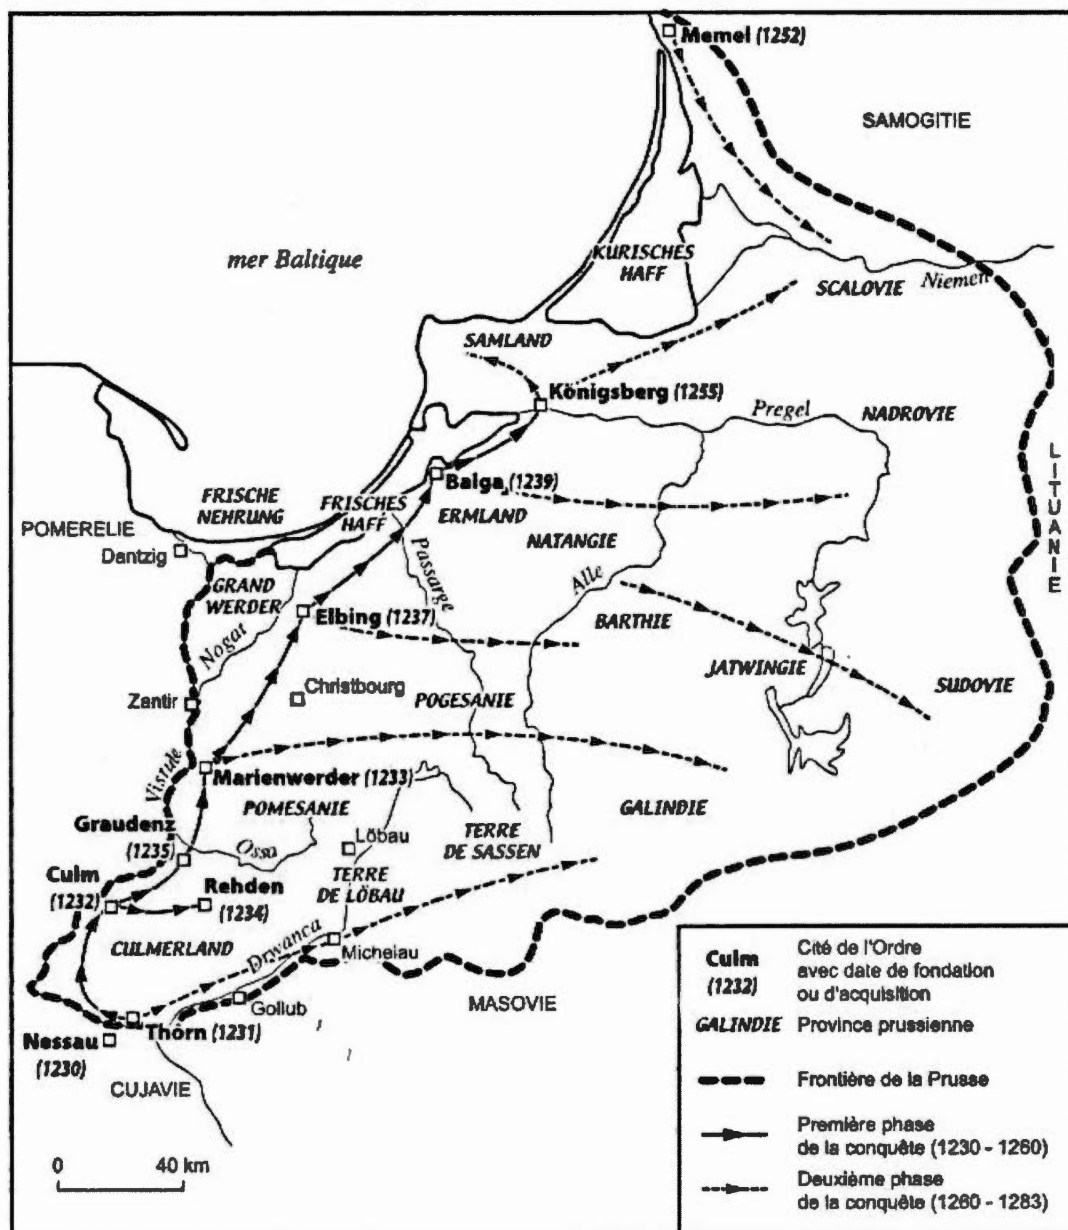 Memel (1252)
SAMOGITIE
mer Baltique
KURISCHES
HAFF
SCALOVIE
Niemen
SAMLAND
Königsberg (1255)
Pregel
NADROVIE
LITUANIE
Balga (1239)
FRISCHE
NEHRUNG
FRISCHES
HAFF
ERMLAND
POMERELIE
Dantzig
NATANGIE
Passarge
Alle
GRAND
WERDER
Elbing (1237)
BARTHIE
Nogat
JATWINGIE
SUDOVIE
Christbourg
Zantir
POGESANIE
Vistule
Marienwerder (1233)
POMESANIE
GALINDIE
Graudenz
(1235)
Ossa
Löbau
TERRE
DE SASSEN
Culm
(1232)
Rehden
(1234)
TERRE
DE LÖBAU
CULMERLAND
Drwanca
Michelau
Gollub
MASOVIE
Thorn (1231)
Nessau
(1230)
CUJAVIE
0 40 km
Culm
(1232)
Cité de l'Ordre
avec date de fondation
ou d'acquisition
GALINDIE Province prussienne
Frontière de la Prusse
Première phase
de la conquête (1230 - 1260)
Deuxième phase
de la conquête (1260 - 1283)